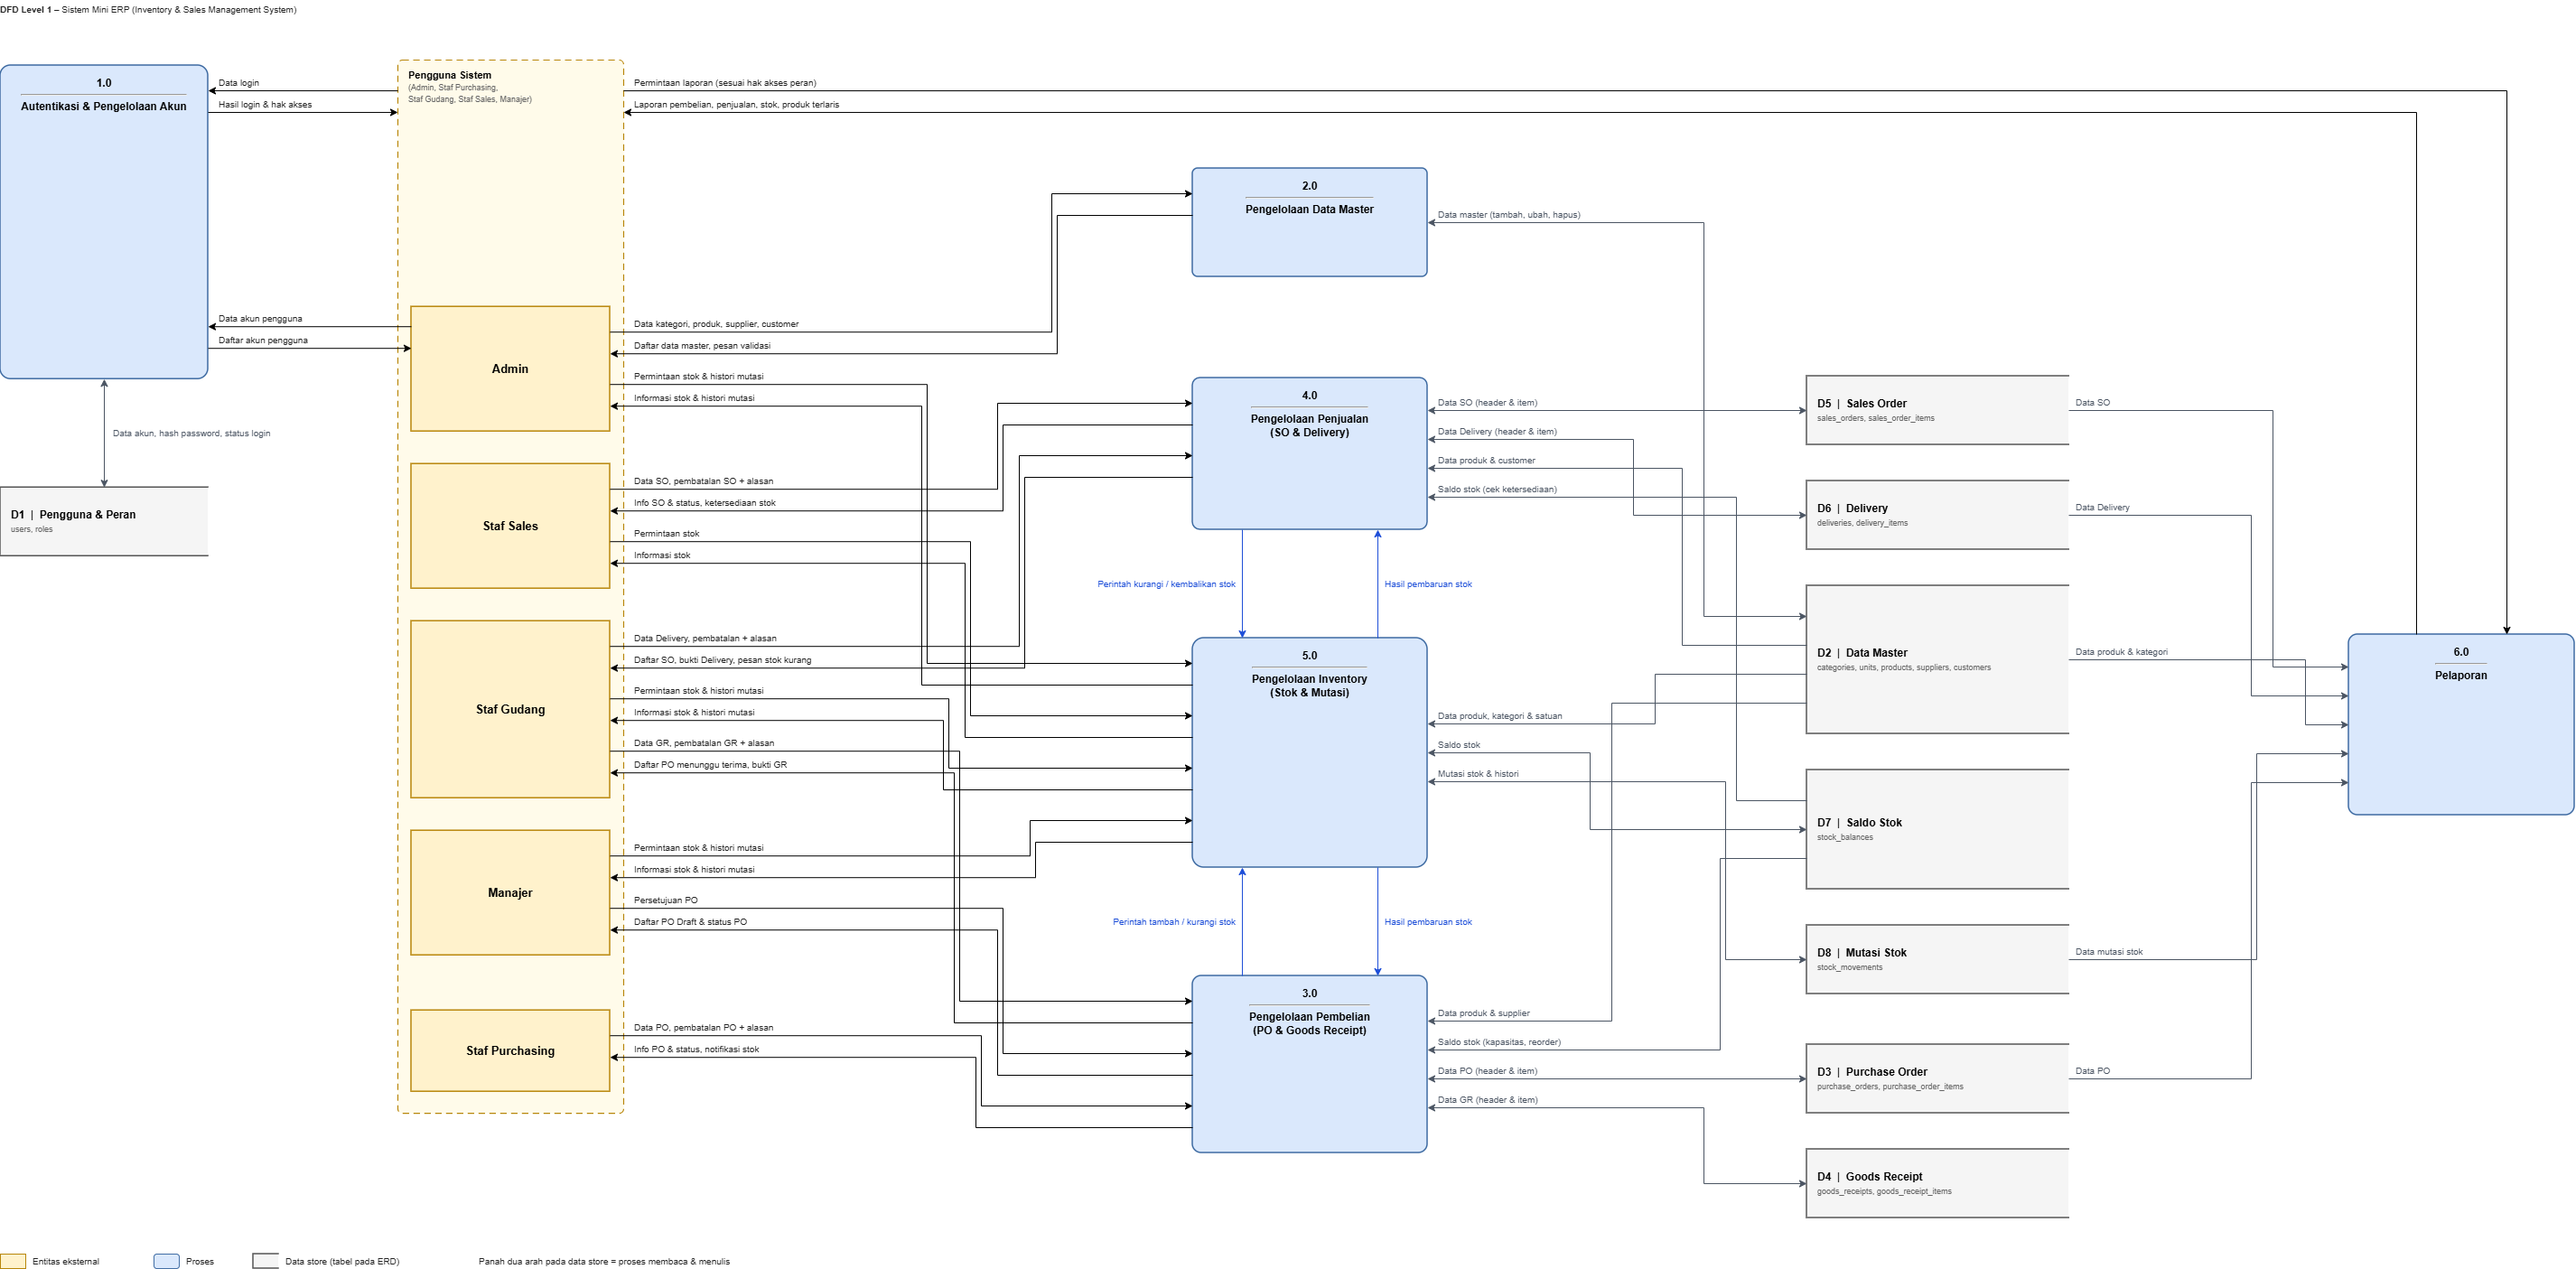 DFD Level 1 – Sistem Mini ERP (Inventory & Sales Management System)
1.0
Autentikasi & Pengelolaan Akun
Data login
Hasil login & hak akses
Data akun pengguna
Daftar akun pengguna
Data akun, hash password, status login
D1 | Pengguna & Peran
users, roles
Pengguna Sistem
(Admin, Staf Purchasing,
Staf Gudang, Staf Sales, Manajer)
Permintaan laporan (sesuai hak akses peran)
Laporan pembelian, penjualan, stok, produk terlaris
Admin
Data kategori, produk, supplier, customer
Daftar data master, pesan validasi
Permintaan stok & histori mutasi
Informasi stok & histori mutasi
Staf Sales
Data SO, pembatalan SO + alasan
Info SO & status, ketersediaan stok
Permintaan stok
Informasi stok
Staf Gudang
Data Delivery, pembatalan + alasan
Daftar SO, bukti Delivery, pesan stok kurang
Permintaan stok & histori mutasi
Informasi stok & histori mutasi
Data GR, pembatalan GR + alasan
Daftar PO menunggu terima, bukti GR
Manajer
Permintaan stok & histori mutasi
Informasi stok & histori mutasi
Persetujuan PO
Daftar PO Draft & status PO
Staf Purchasing
Data PO, pembatalan PO + alasan
Info PO & status, notifikasi stok
2.0
Pengelolaan Data Master
Data master (tambah, ubah, hapus)
4.0
Pengelolaan Penjualan
(SO & Delivery)
Data SO (header & item)
Data Delivery (header & item)
Data produk & customer
Saldo stok (cek ketersediaan)
Perintah kurangi / kembalikan stok
Hasil pembaruan stok
5.0
Pengelolaan Inventory
(Stok & Mutasi)
Data produk, kategori & satuan
Saldo stok
Mutasi stok & histori
Perintah tambah / kurangi stok
Hasil pembaruan stok
3.0
Pengelolaan Pembelian
(PO & Goods Receipt)
Data produk & supplier
Saldo stok (kapasitas, reorder)
Data PO (header & item)
Data GR (header & item)
D5 | Sales Order
sales_orders, sales_order_items
Data SO
D6 | Delivery
deliveries, delivery_items
Data Delivery
D2 | Data Master
categories, units, products, suppliers, customers
Data produk & kategori
D7 | Saldo Stok
stock_balances
D8 | Mutasi Stok
stock_movements
Data mutasi stok
D3 | Purchase Order
purchase_orders, purchase_order_items
Data PO
D4 | Goods Receipt
goods_receipts, goods_receipt_items
6.0
Pelaporan
Entitas eksternal
Proses
Data store (tabel pada ERD)
Panah dua arah pada data store = proses membaca & menulis